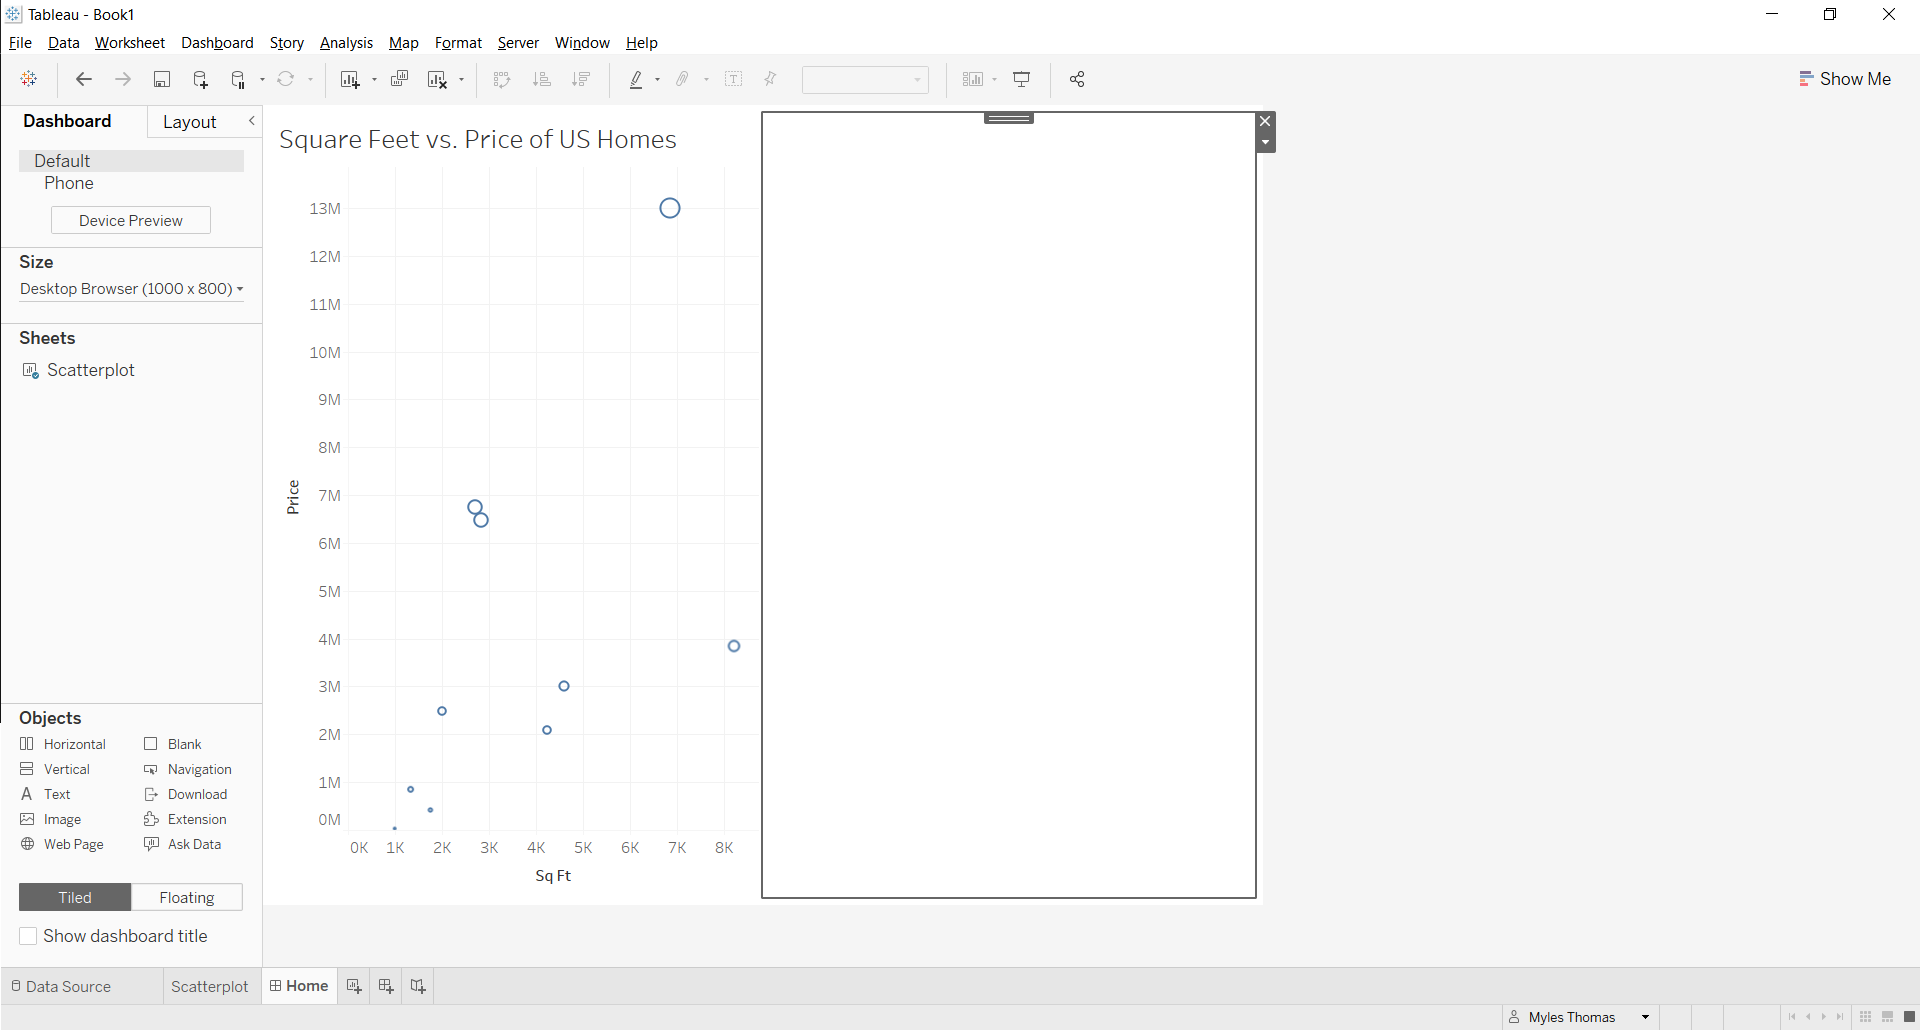 Tableau - Book1
File Data Worksheet Dashboard Story Analysis Map Format Server Window Help
Show Me
Dashboard Layout
Default
Phone
Device Preview
Size
Desktop Browser (1000 x 800)
Sheets
Scatterplot
Objects
Horizontal Blank
Vertical Navigation
Text Download
Image Extension
Web Page Ask Data
Tiled Floating
Show dashboard title
Square Feet vs. Price of US Homes
13M
12M
11M
10M
9M
8M
7M
6M
5M
4M
3M
2M
1M
0M
Price
0K 1K 2K 3K 4K 5K 6K 7K 8K
Sq Ft
Data Source Scatterplot Home
Myles Thomas